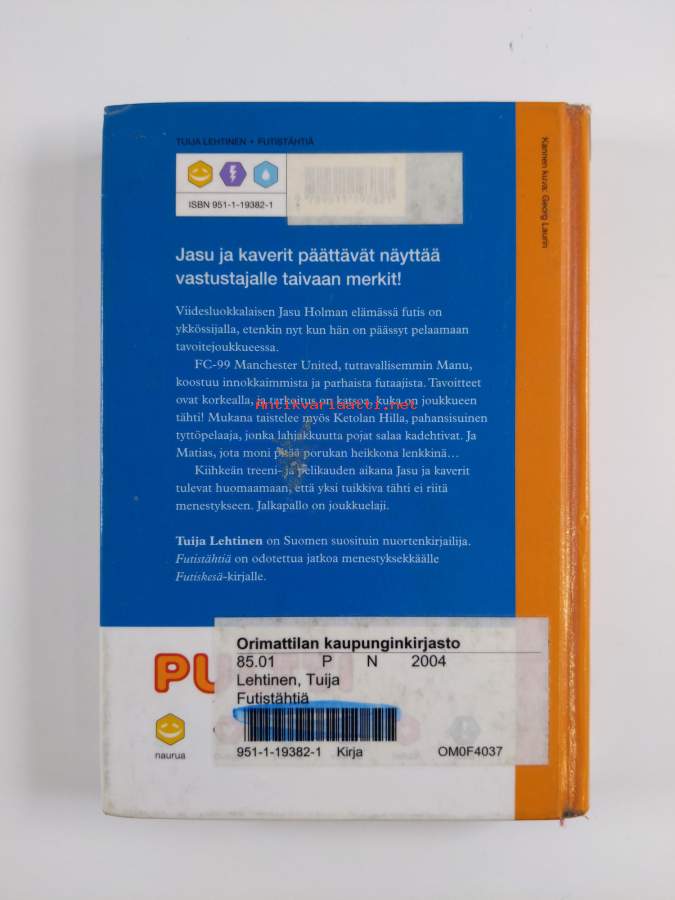 TUIJA LEHTINEN • FUTISTÄHTIÄ
ISBN 951-1-19382-1
Kannen kuva: Georg Laurin
Jasu ja kaverit päättävät näyttää
vastustajalle taivaan merkit!
Viidesluokkalaisen Jasu Holman elämässä futis on
ykkössijalla, etenkin nyt kun hän on päässyt pelaamaan
tavoitejoukkueessa.
FC-99 Manchester United, tuttavallisemmin Manu,
koostuu innokkaimmista ja parhaista futaajista. Tavoitteet
ovat korkealla, ja tarkoitus on katsoa, kuka on joukkueen
Antikvariaatti.net
tähti! Mukana taistelee myös Ketolan Hilla, pahansisuinen
tyttöpelaaja, jonka lahjakkuutta pojat salaa kadehtivat. Ja
Matias, jota moni pitää porukan heikkona lenkkinä…
Kiihkeän treeni- ja pelikauden aikana Jasu ja kaverit
tulevat huomaamaan, että yksi tuikkiva tähti ei riitä
menestykseen. Jalkapallo on joukkuelaji.
Tuija Lehtinen on Suomen suosituin nuortenkirjailija.
Futistähtiä on odotettua jatkoa menestyksekkäälle
Futiskesä-kirjalle.
Orimattilan kaupunginkirjasto
85.01 P N 2004
Lehtinen, Tuija
Futistähtiä
951-1-19382-1 Kirja OM0F4037
naurua